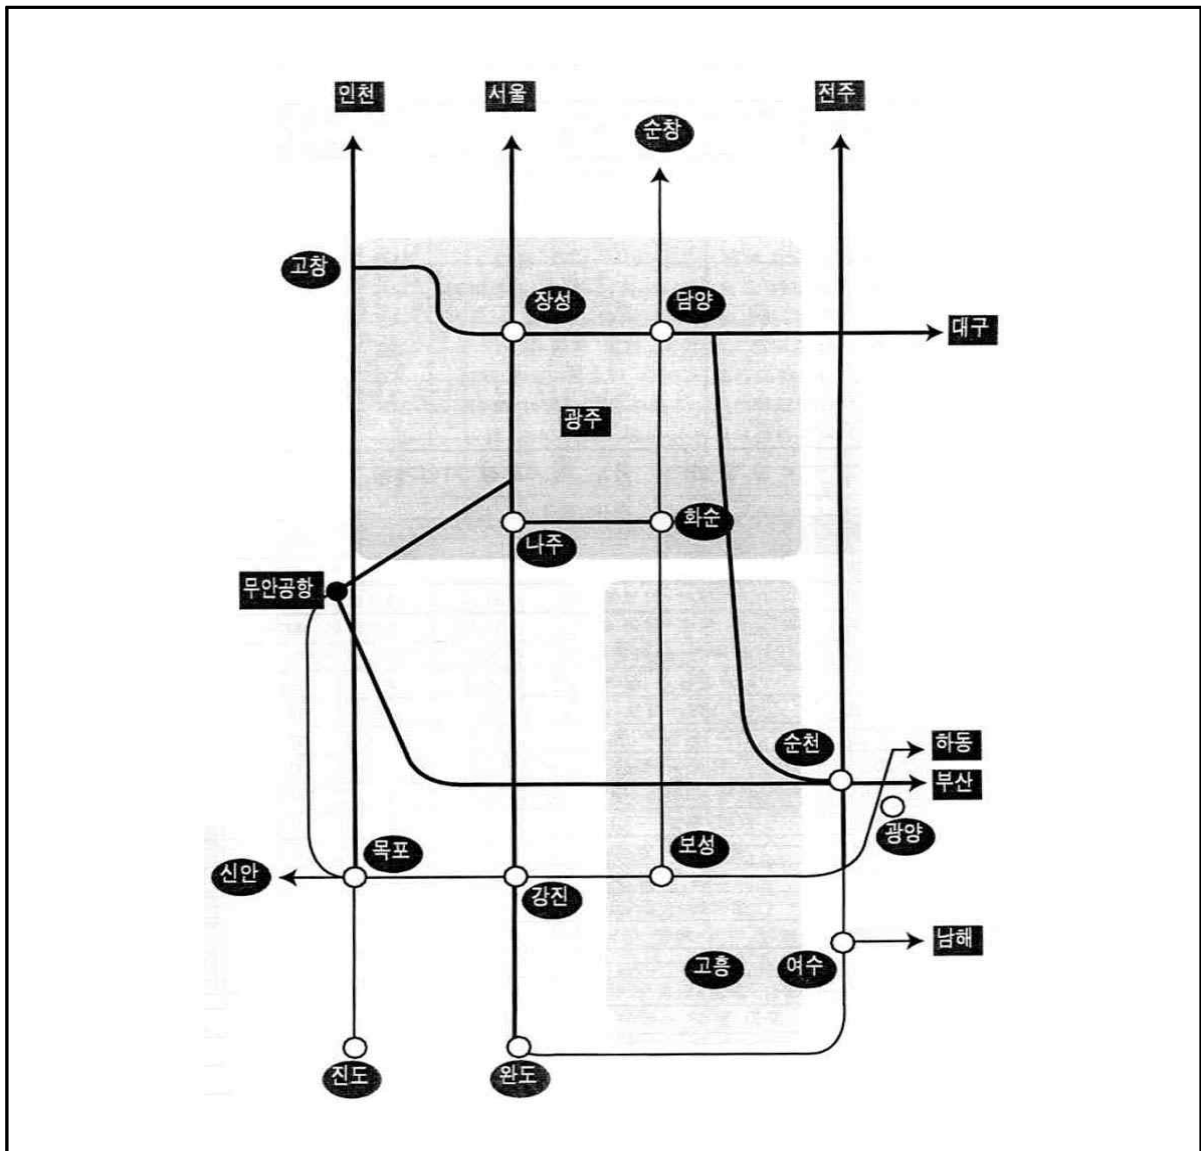 인천
서울
전주
순창
고창
장성
담양
대구
광주
화순
나주
무안공항
순천
하동
부산
광양
목포
보성
신안
강진
남해
고흥
여수
진도
완도